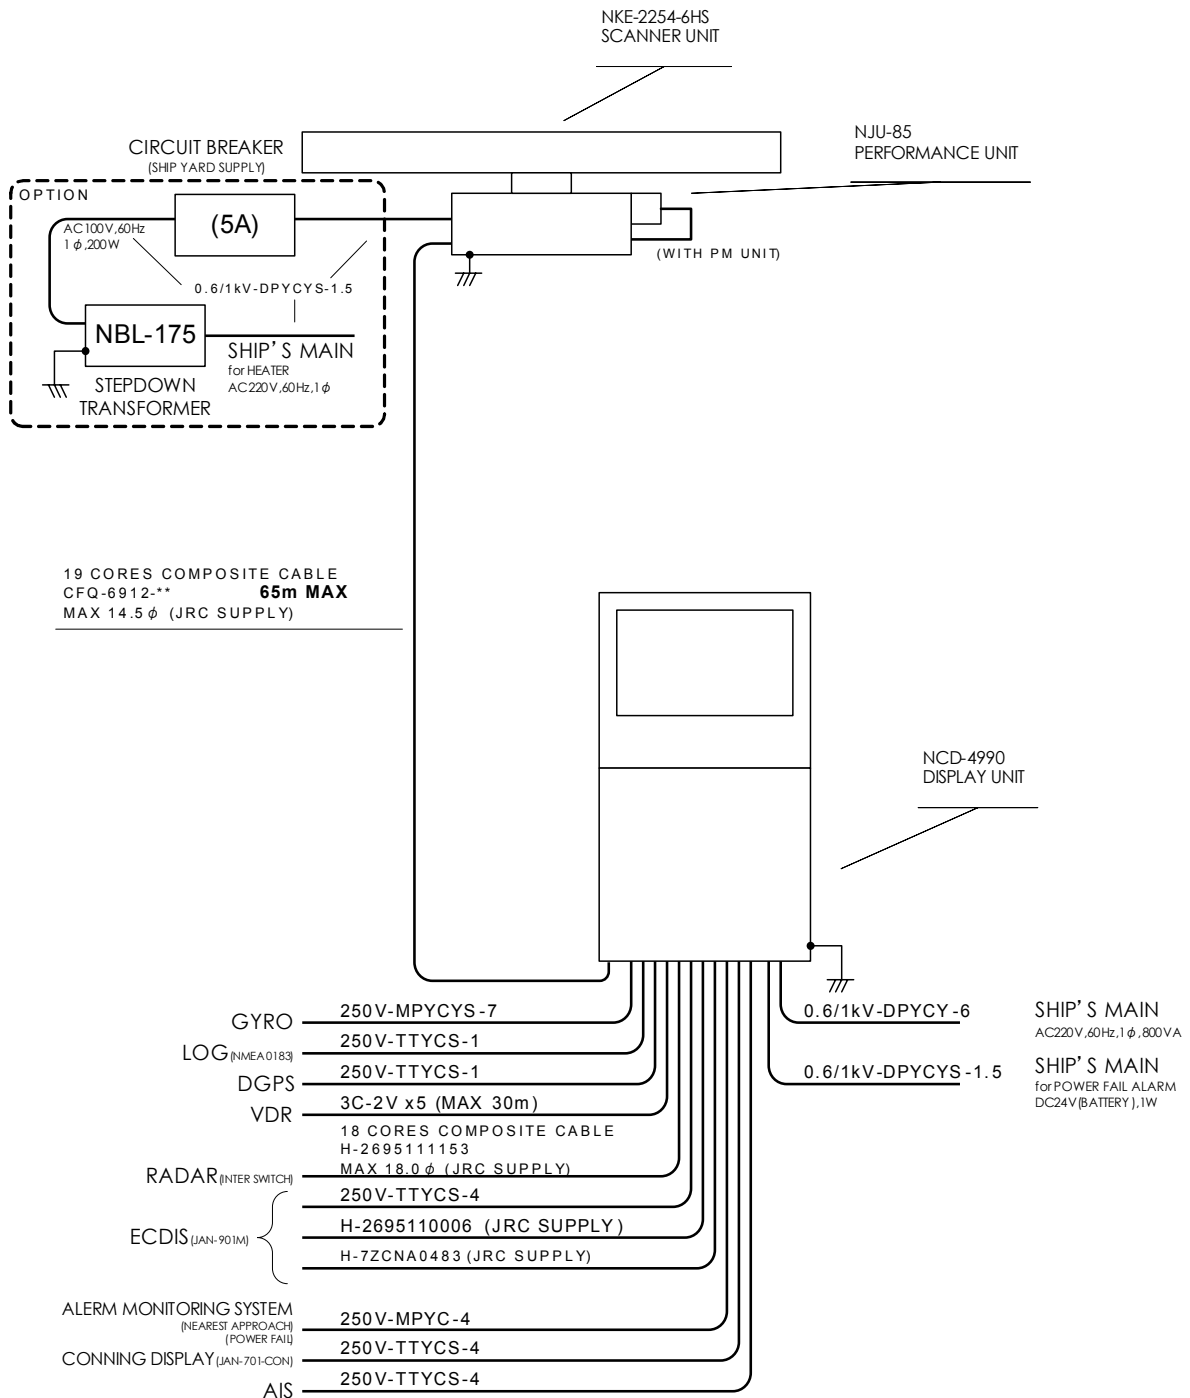 NKE-2254-6HS
SCANNER UNIT
NJU-85
PERFORMANCE UNIT
CIRCUIT BREAKER
(SHIP YARD SUPPLY)
OPTION
AC100V,60Hz
1φ,200W
(5A)
(WITH PM UNIT)
0.6/1kV-DPYCYS-1.5
NBL-175
SHIP'S MAIN
for HEATER
AC220V,60Hz,1φ
STEPDOWN
TRANSFORMER
19 CORES COMPOSITE CABLE
CFQ-6912-** 65m MAX
MAX 14.5φ (JRC SUPPLY)
NCD-4990
DISPLAY UNIT
GYRO 250V-MPYCYS-7
LOG(NMEA0183) 250V-TTYCS-1
DGPS 250V-TTYCS-1
VDR 3C-2V x5 (MAX 30m)
18 CORES COMPOSITE CABLE
H-2695111153
RADAR(INTER SWITCH) MAX 18.0φ (JRC SUPPLY)
250V-TTYCS-4
ECDIS(JAN-901M) H-2695110006 (JRC SUPPLY)
H-7ZCNA0483 (JRC SUPPLY)
ALERM MONITORING SYSTEM
(NEAREST APPROACH)
(POWER FAIL)
250V-MPYC-4
CONNING DISPLAY(JAN-701-CON) 250V-TTYCS-4
AIS 250V-TTYCS-4
0.6/1kV-DPYCY-6 SHIP'S MAIN
AC220V,60Hz,1φ,800VA
0.6/1kV-DPYCYS-1.5 SHIP'S MAIN
for POWER FAIL ALARM
DC24V(BATTERY),1W